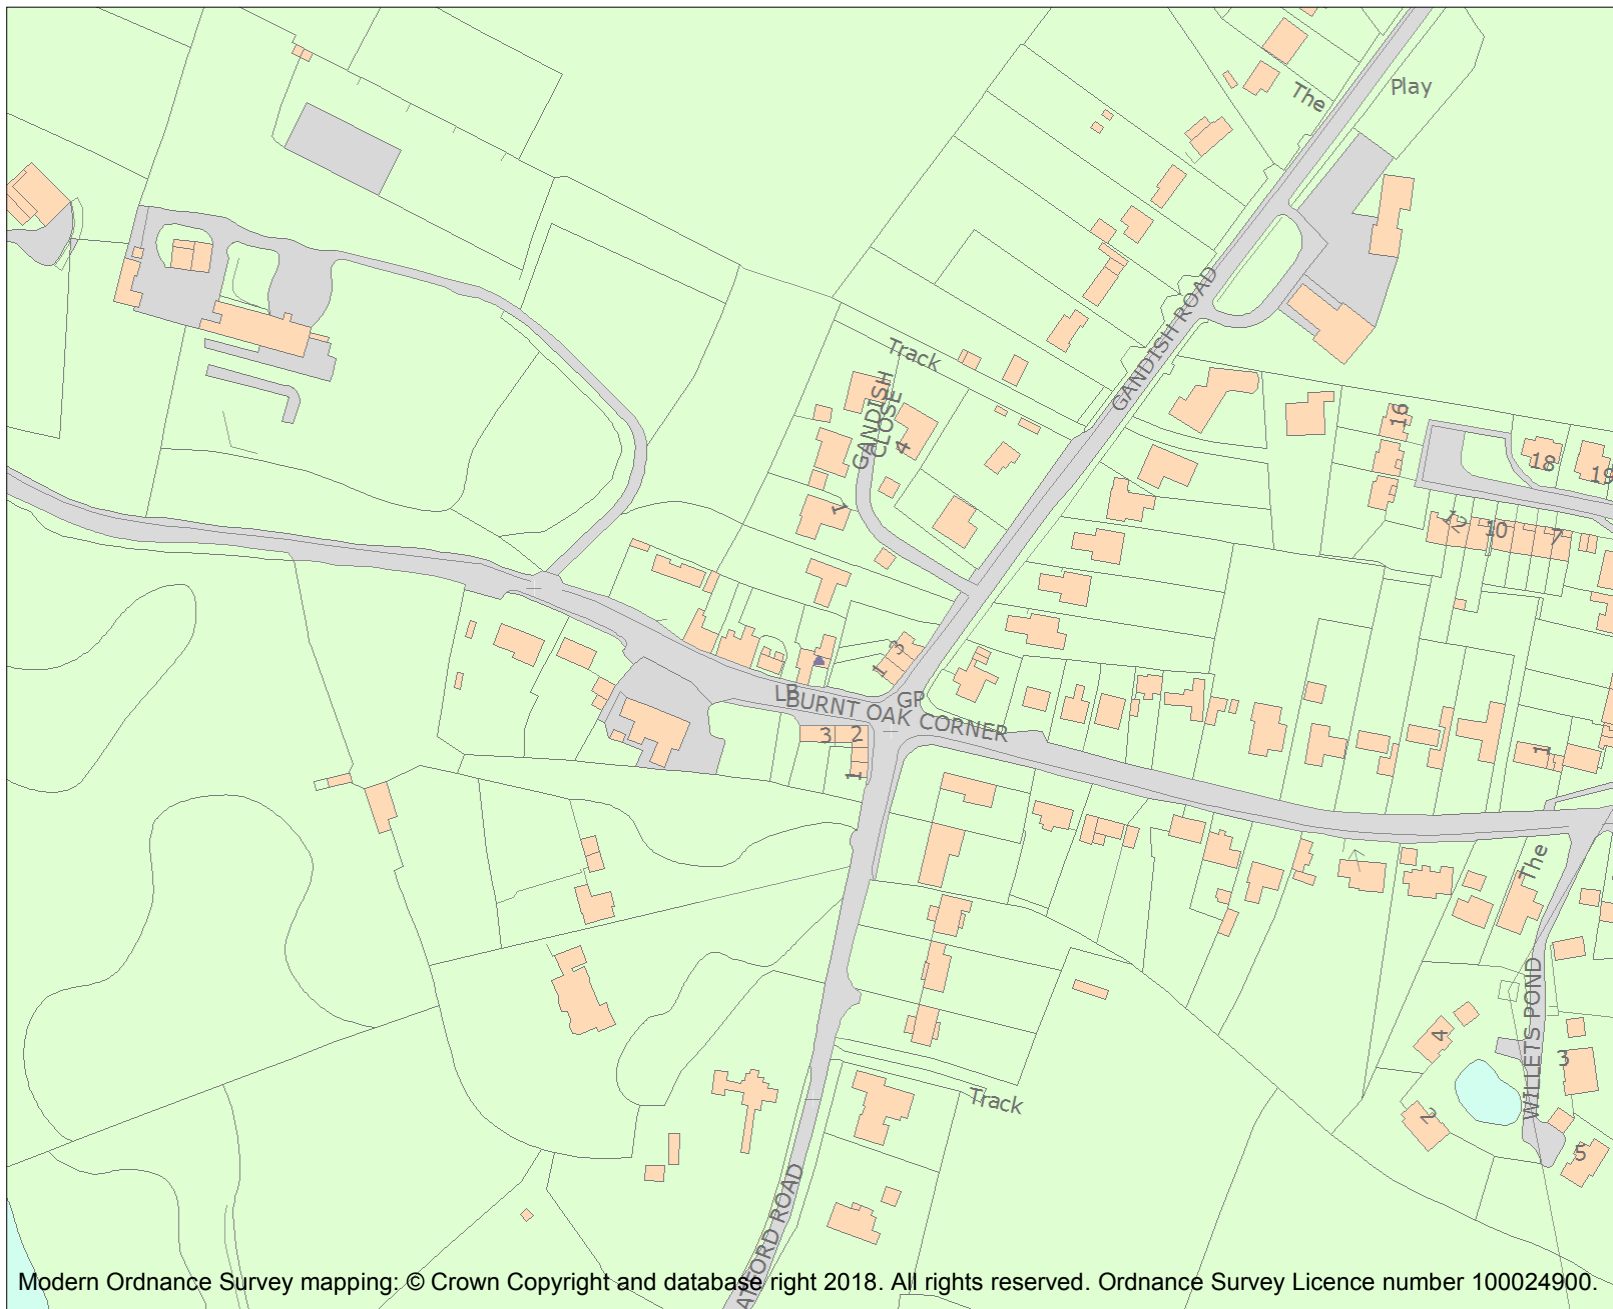 The
Play
GANDISH ROAD
Track
GANDISH
CLOSE
4
16
18
19
1
12
10
7
3
1
LB
GP
BURNT OAK CORNER
3
2
1
1
The
WILLETS POND
4
3
2
5
Track
ATFORD ROAD
Modern Ordnance Survey mapping: © Crown Copyright and database right 2018. All rights reserved. Ordnance Survey Licence number 100024900.